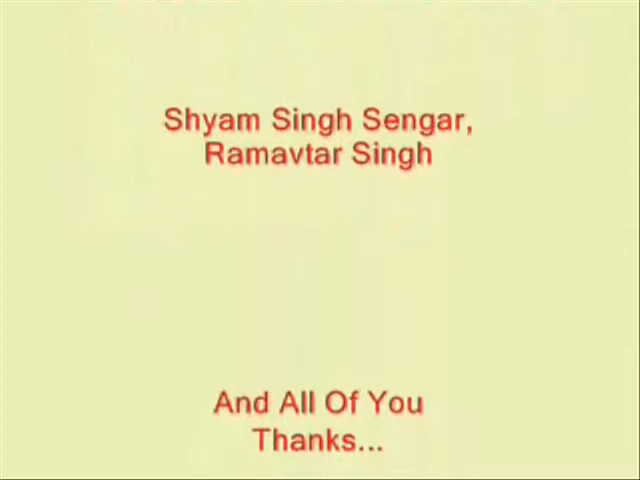 Shyam Singh Sengar,
Ramavtar Singh
And All Of You
Thanks...